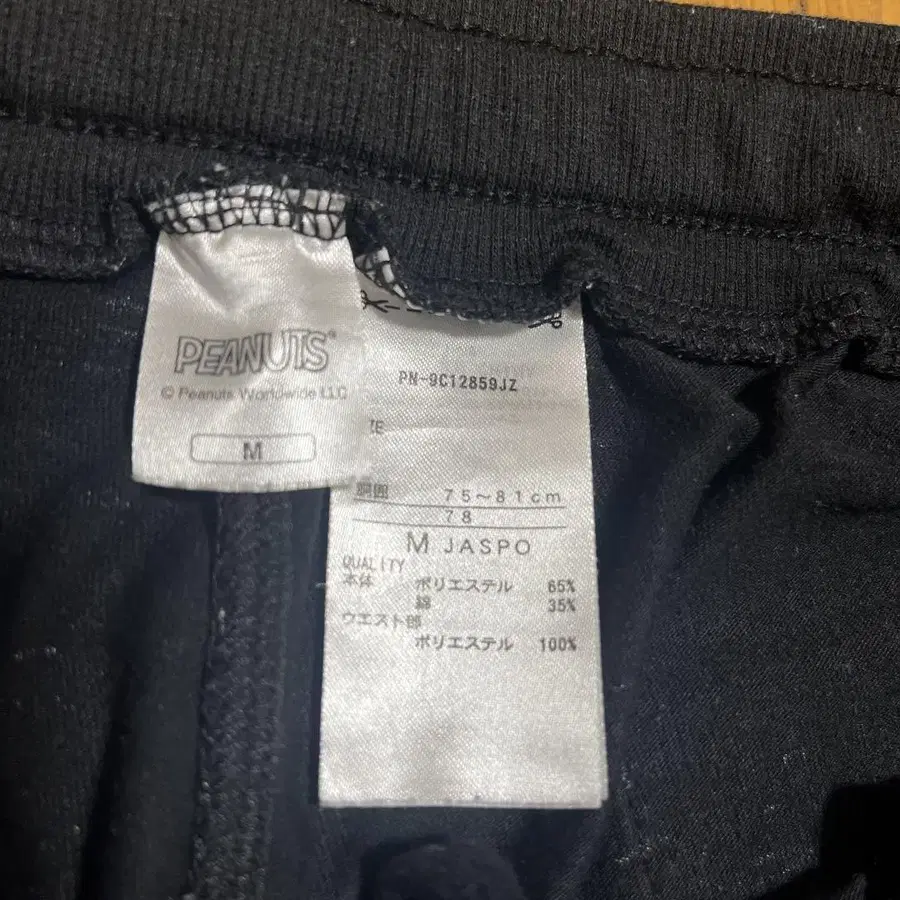 PEANUTS
© Peanuts Worldwide LLC
M
PN-9C12859JZ
胴囲 75～81cm
78
M JASPO
QUALITY
本体 ポリエステル 65%
綿 35%
ウエスト部
ポリエステル 100%